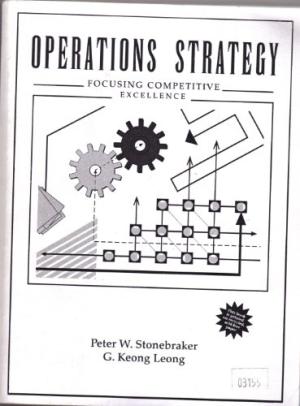 OPERATIONS STRATEGY
FOCUSING COMPETITIVE
EXCELLENCE
Peter W. Stonebraker
G. Keong Leong
03155